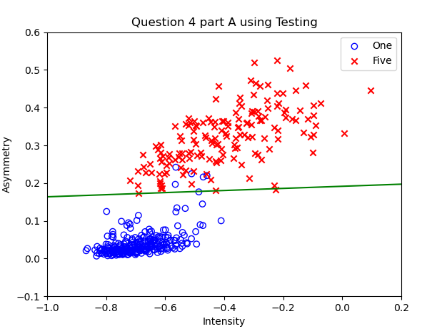 Question 4 part A using Testing
One
Five
Asymmetry
0.6
0.5
0.4
0.3
0.2
0.1
0.0
−0.1
−1.0 −0.8 −0.6 −0.4 −0.2 0.0 0.2
Intensity